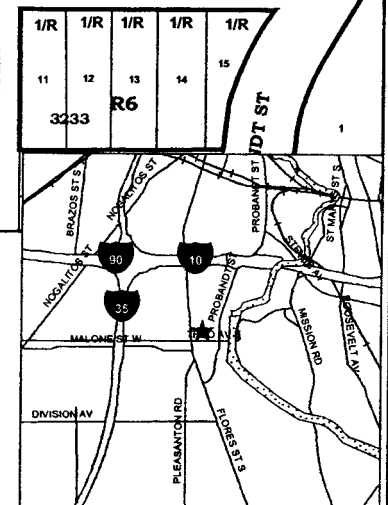 1/R 1/R 1/R 1/R 1/R
11 12 13 14 15
3233 R6
NDT ST
1
BRAZOS ST S
NOGALITOS ST
PROBANDT ST
ST MARYS ST S
90
10
NOGALITOS ST
PROBANDT ST
35
MISSION RD
ROOSEVELT AV
MALONE ST W
DIVISION AV
PLEASANTON RD
FLORES ST S